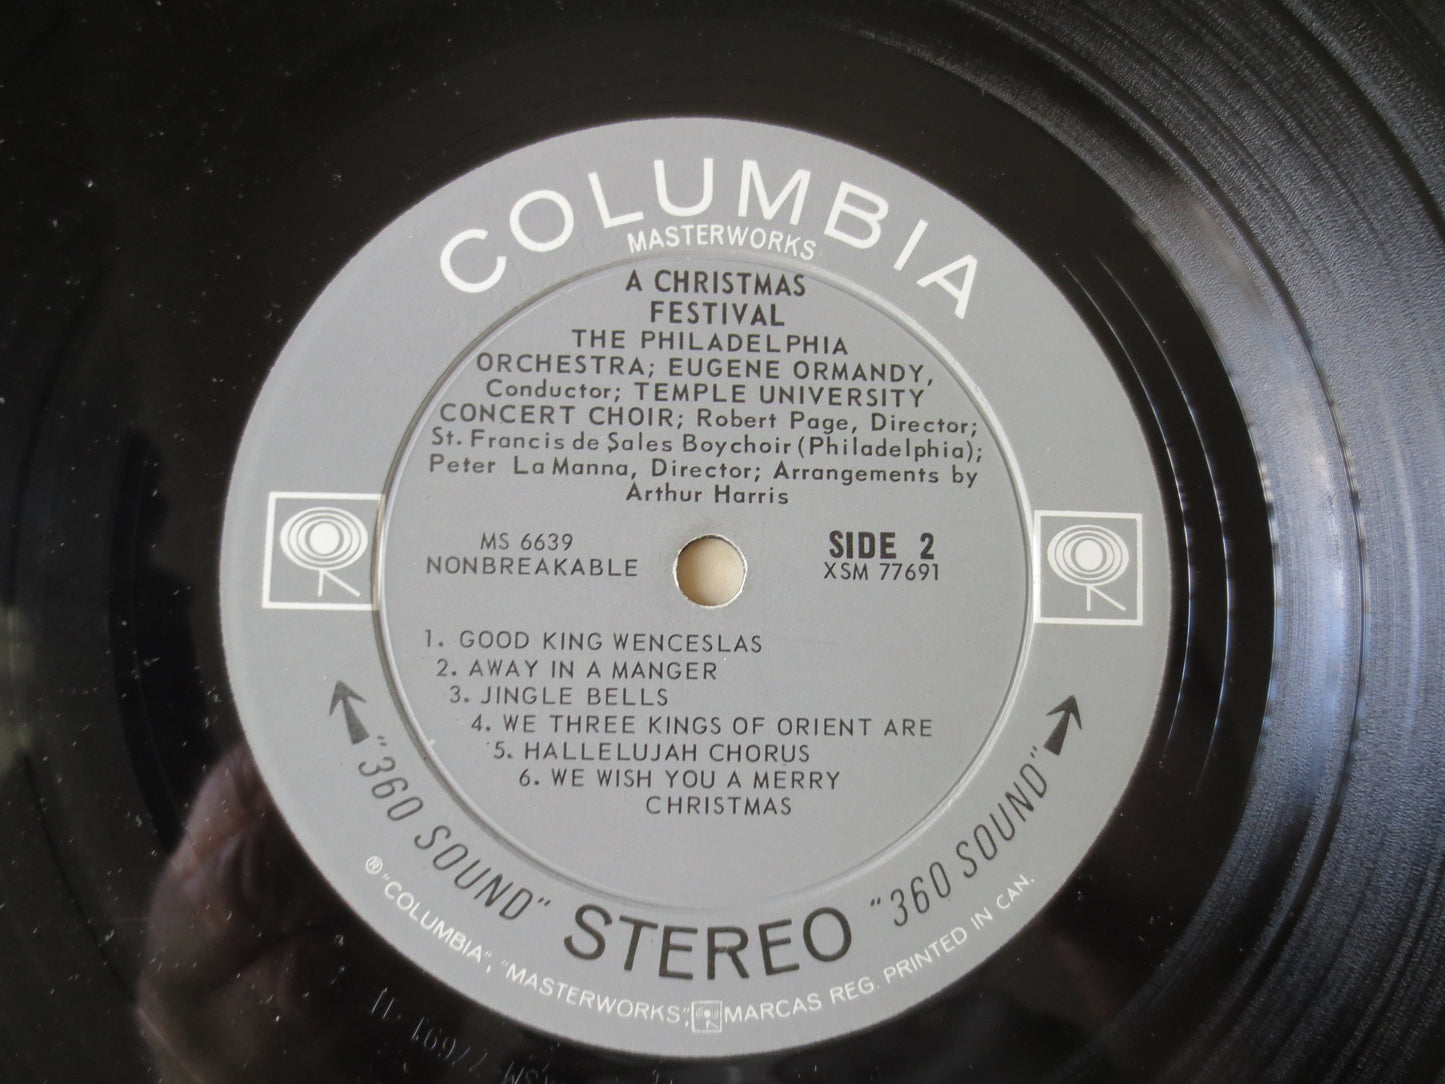 COLUMBIA
MASTERWORKS
A CHRISTMAS
FESTIVAL
THE PHILADELPHIA
ORCHESTRA; EUGENE ORMANDY,
Conductor; TEMPLE UNIVERSITY
CONCERT CHOIR; Robert Page, Director;
St. Francis de Sales Boychoir (Philadelphia);
Peter La Manna, Director; Arrangements by
Arthur Harris
MS 6639
NONBREAKABLE
SIDE 2
XSM 77691
1. GOOD KING WENCESLAS
2. AWAY IN A MANGER
3. JINGLE BELLS
4. WE THREE KINGS OF ORIENT ARE
5. HALLELUJAH CHORUS
6. WE WISH YOU A MERRY
CHRISTMAS
"360 SOUND" STEREO "360 SOUND"
® "COLUMBIA", "MASTERWORKS", MARCAS REG. PRINTED IN CAN.